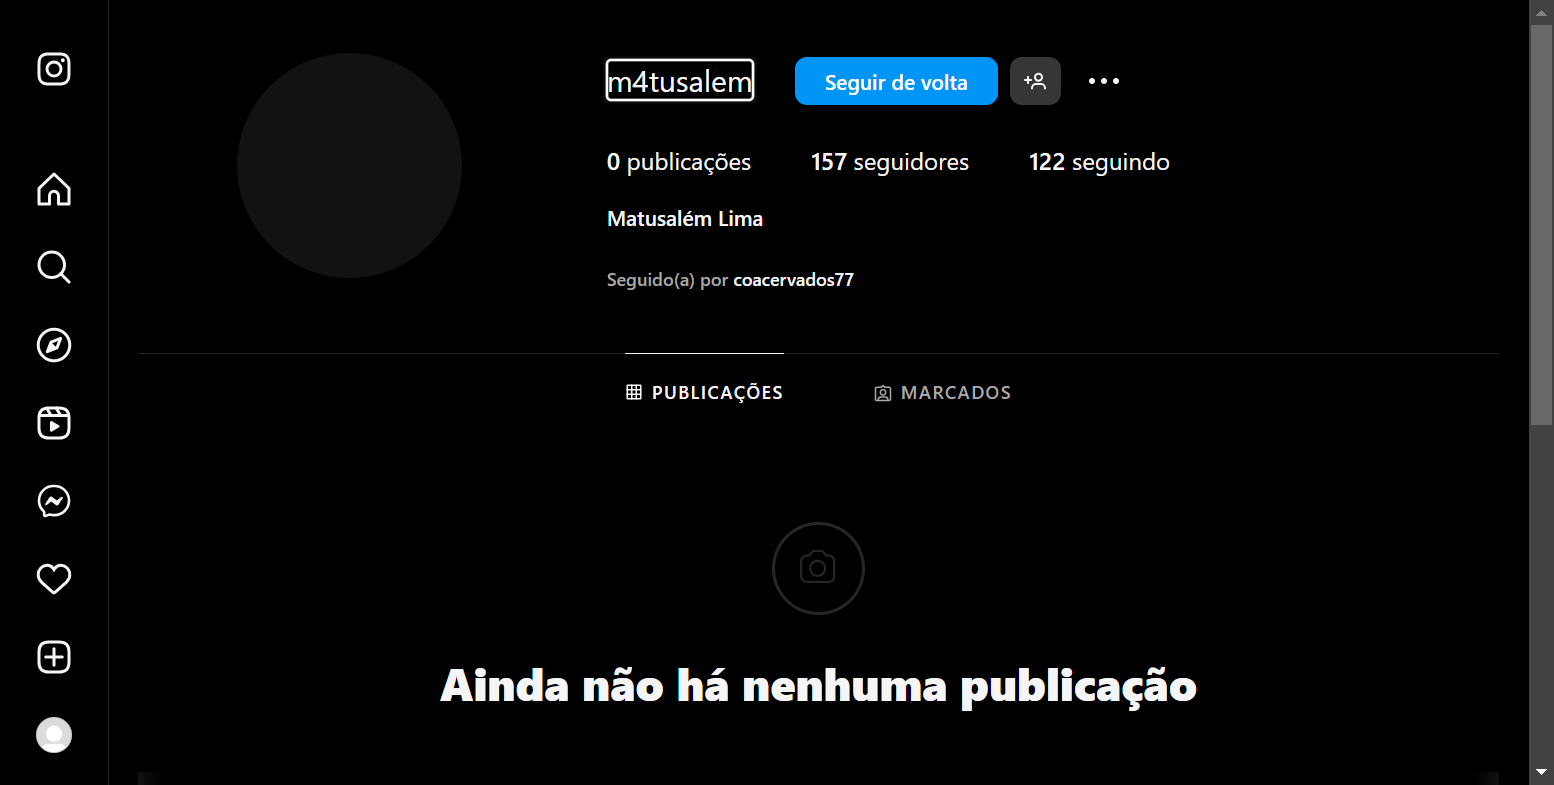 m4tusalem Seguir de volta
0 publicações 157 seguidores 122 seguindo
Matusalém Lima
Seguido(a) por coacervados77
PUBLICAÇÕES MARCADOS
Ainda não há nenhuma publicação